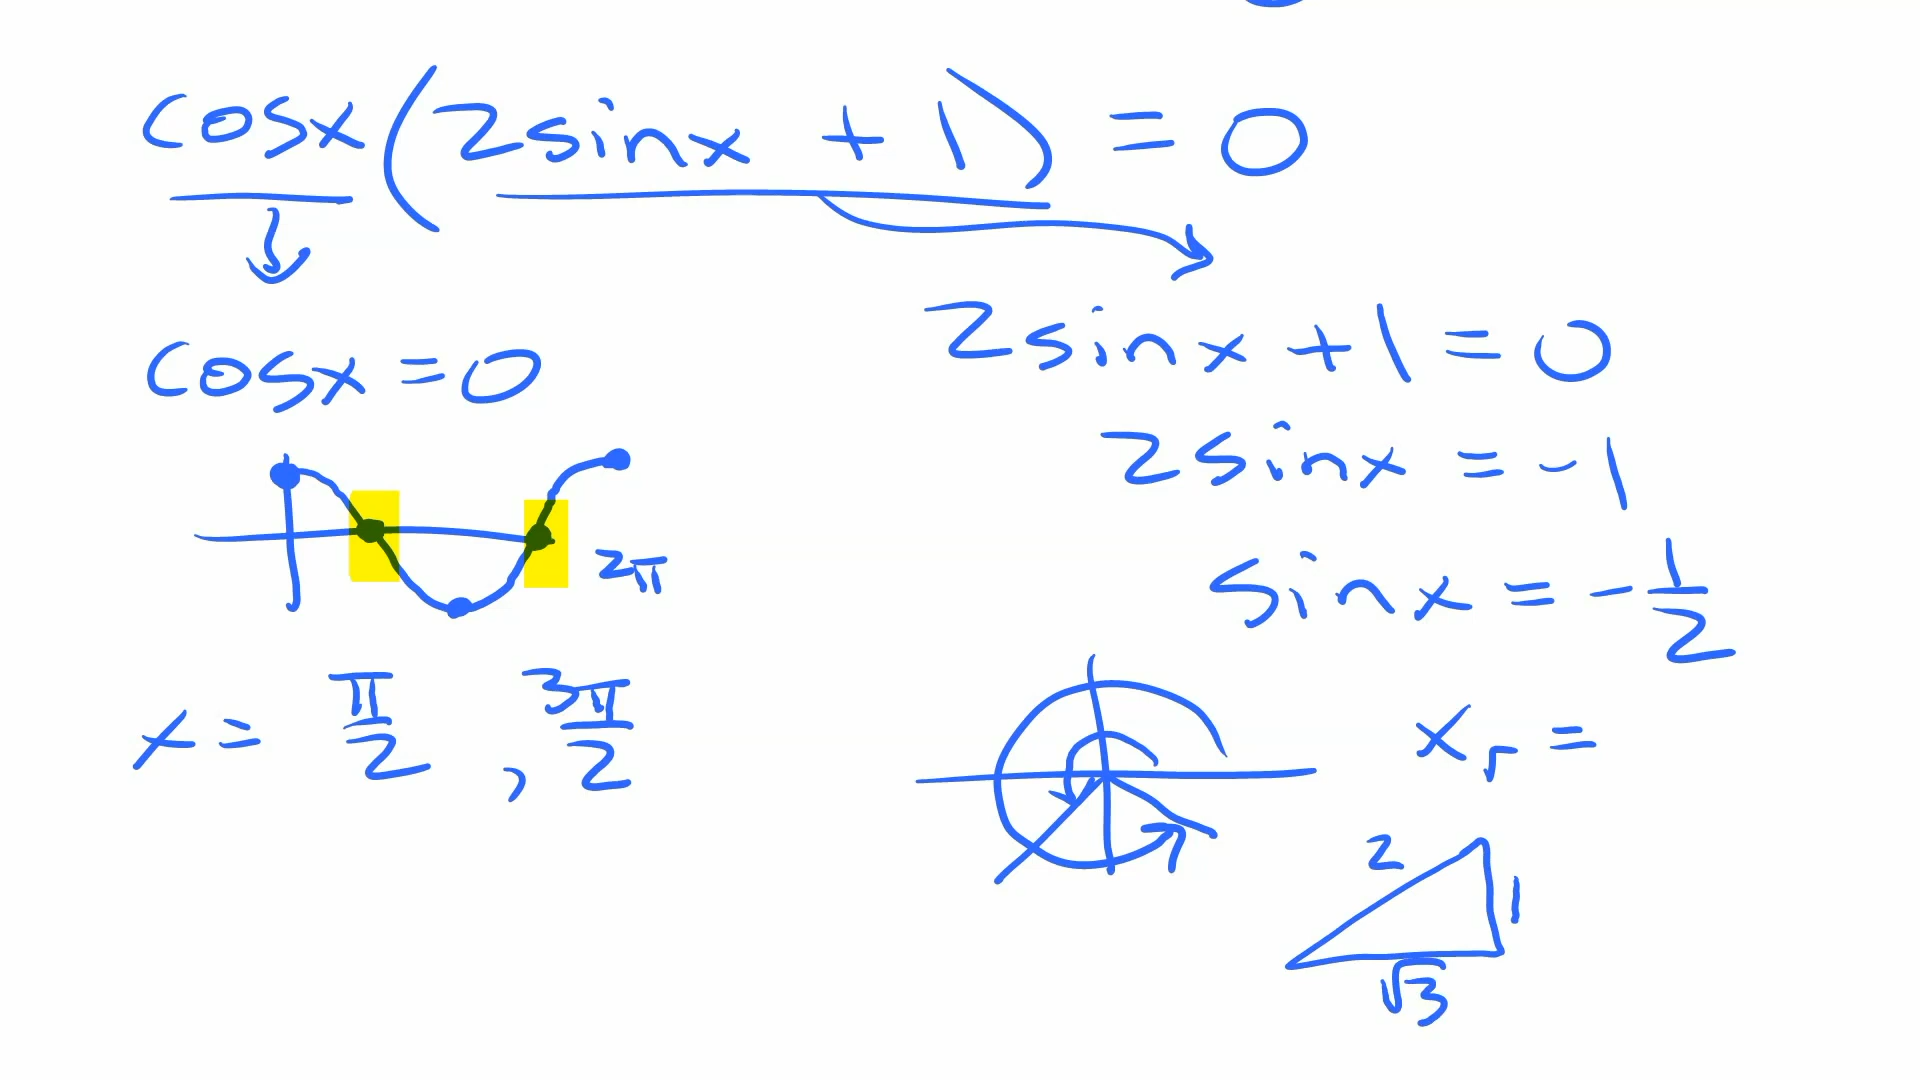 cosx(2sinx + 1) = 0
cosx = 0
2π
x = π/2 , 3π/2
2sinx + 1 = 0
2sinx = -1
sinx = -1/2
xr =
2
1
√3